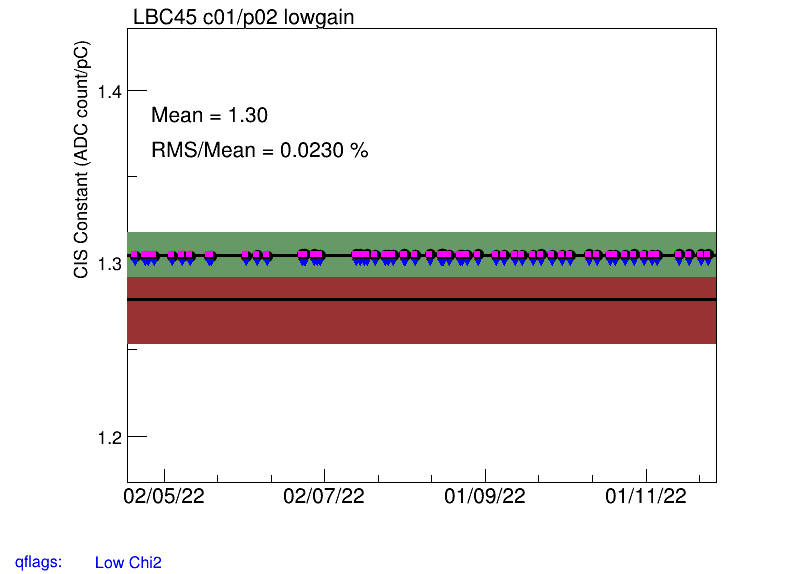 LBC45 c01/p02 lowgain
CIS Constant (ADC count/pC)
1.4
Mean = 1.30
RMS/Mean = 0.0230 %
1.3
1.2
02/05/22 02/07/22 01/09/22 01/11/22
qflags: Low Chi2